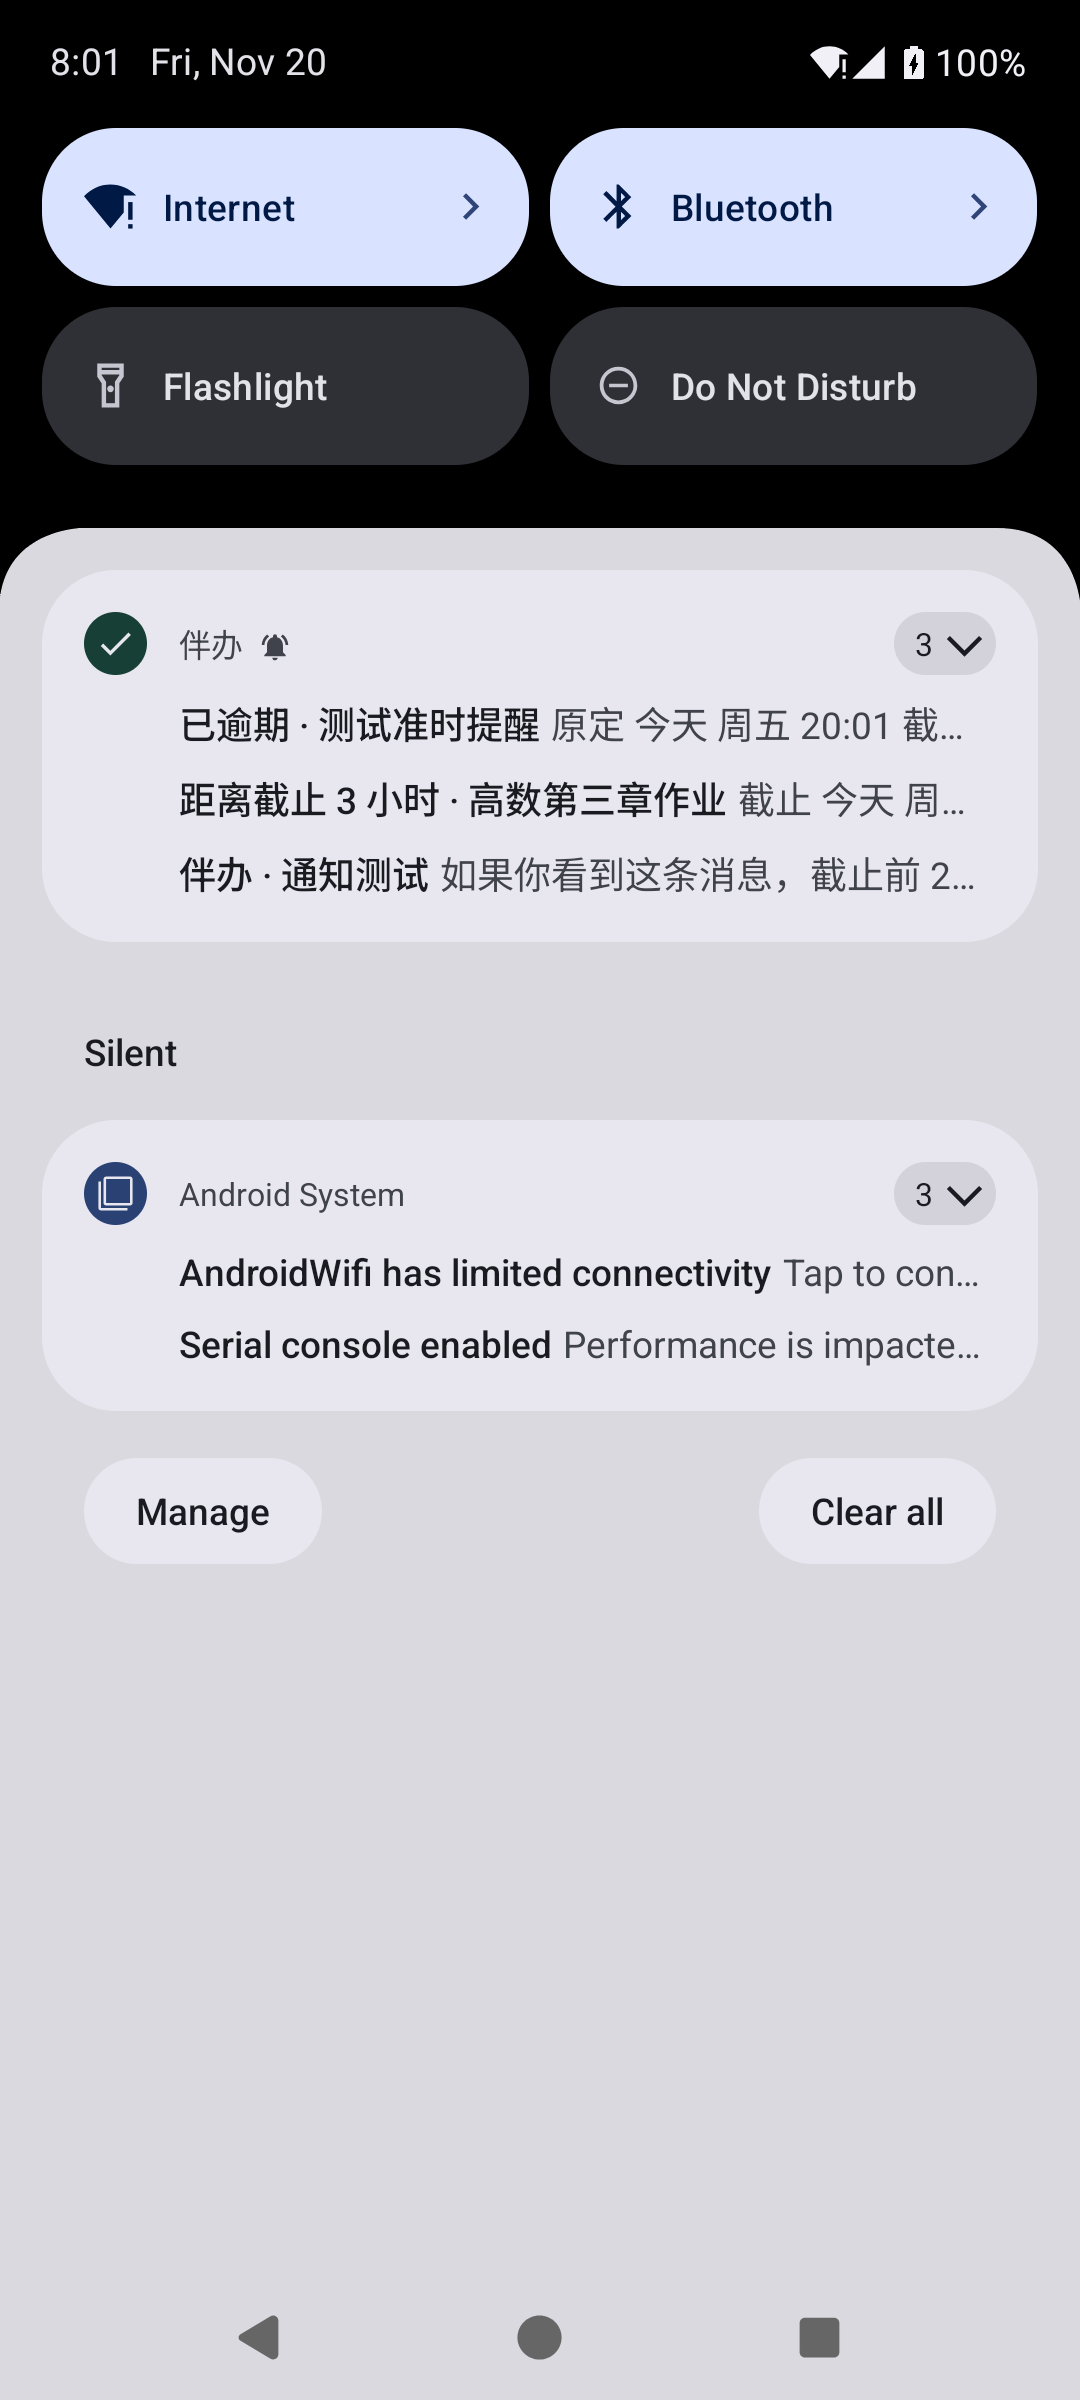 8:01 Fri, Nov 20 100%
Internet
Bluetooth
Flashlight
Do Not Disturb
伴办 3
已逾期 · 测试准时提醒 原定 今天 周五 20:01 截…
距离截止 3 小时 · 高数第三章作业 截止 今天 周…
伴办 · 通知测试 如果你看到这条消息，截止前 2…
Silent
Android System 3
AndroidWifi has limited connectivity Tap to con…
Serial console enabled Performance is impacte…
Manage
Clear all